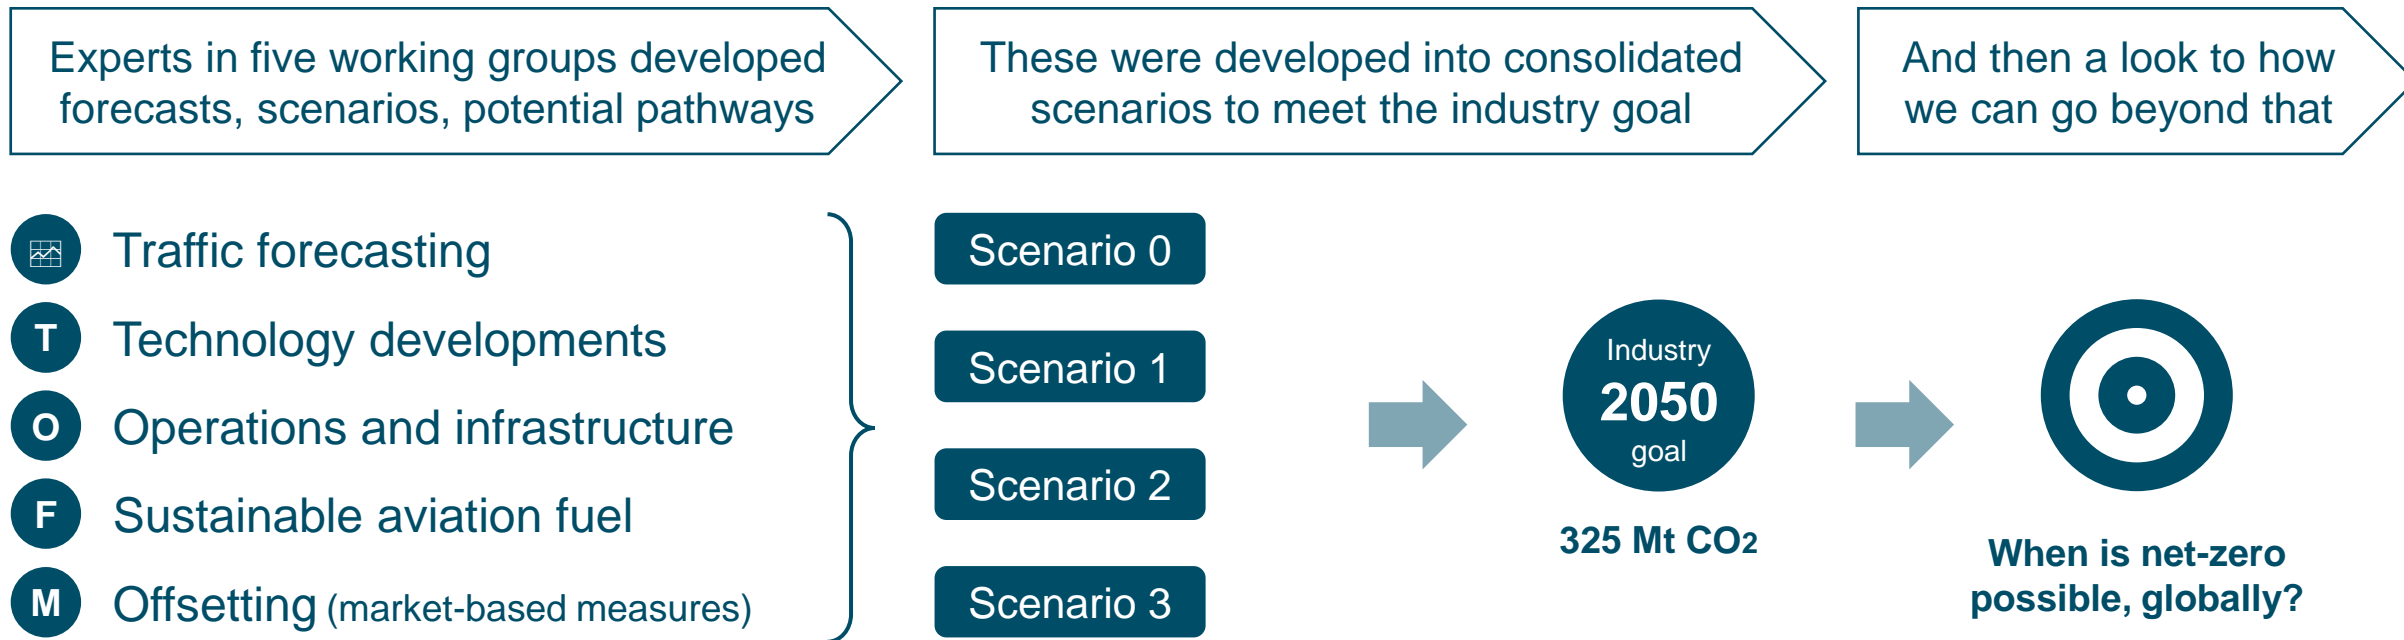 Experts in five working groups developed
forecasts, scenarios, potential pathways
These were developed into consolidated
scenarios to meet the industry goal
And then a look to how
we can go beyond that
Traffic forecasting
T Technology developments
O Operations and infrastructure
F Sustainable aviation fuel
M Offsetting (market-based measures)
Scenario 0
Scenario 1
Scenario 2
Scenario 3
Industry
2050
goal
325 Mt CO2
When is net-zero
possible, globally?